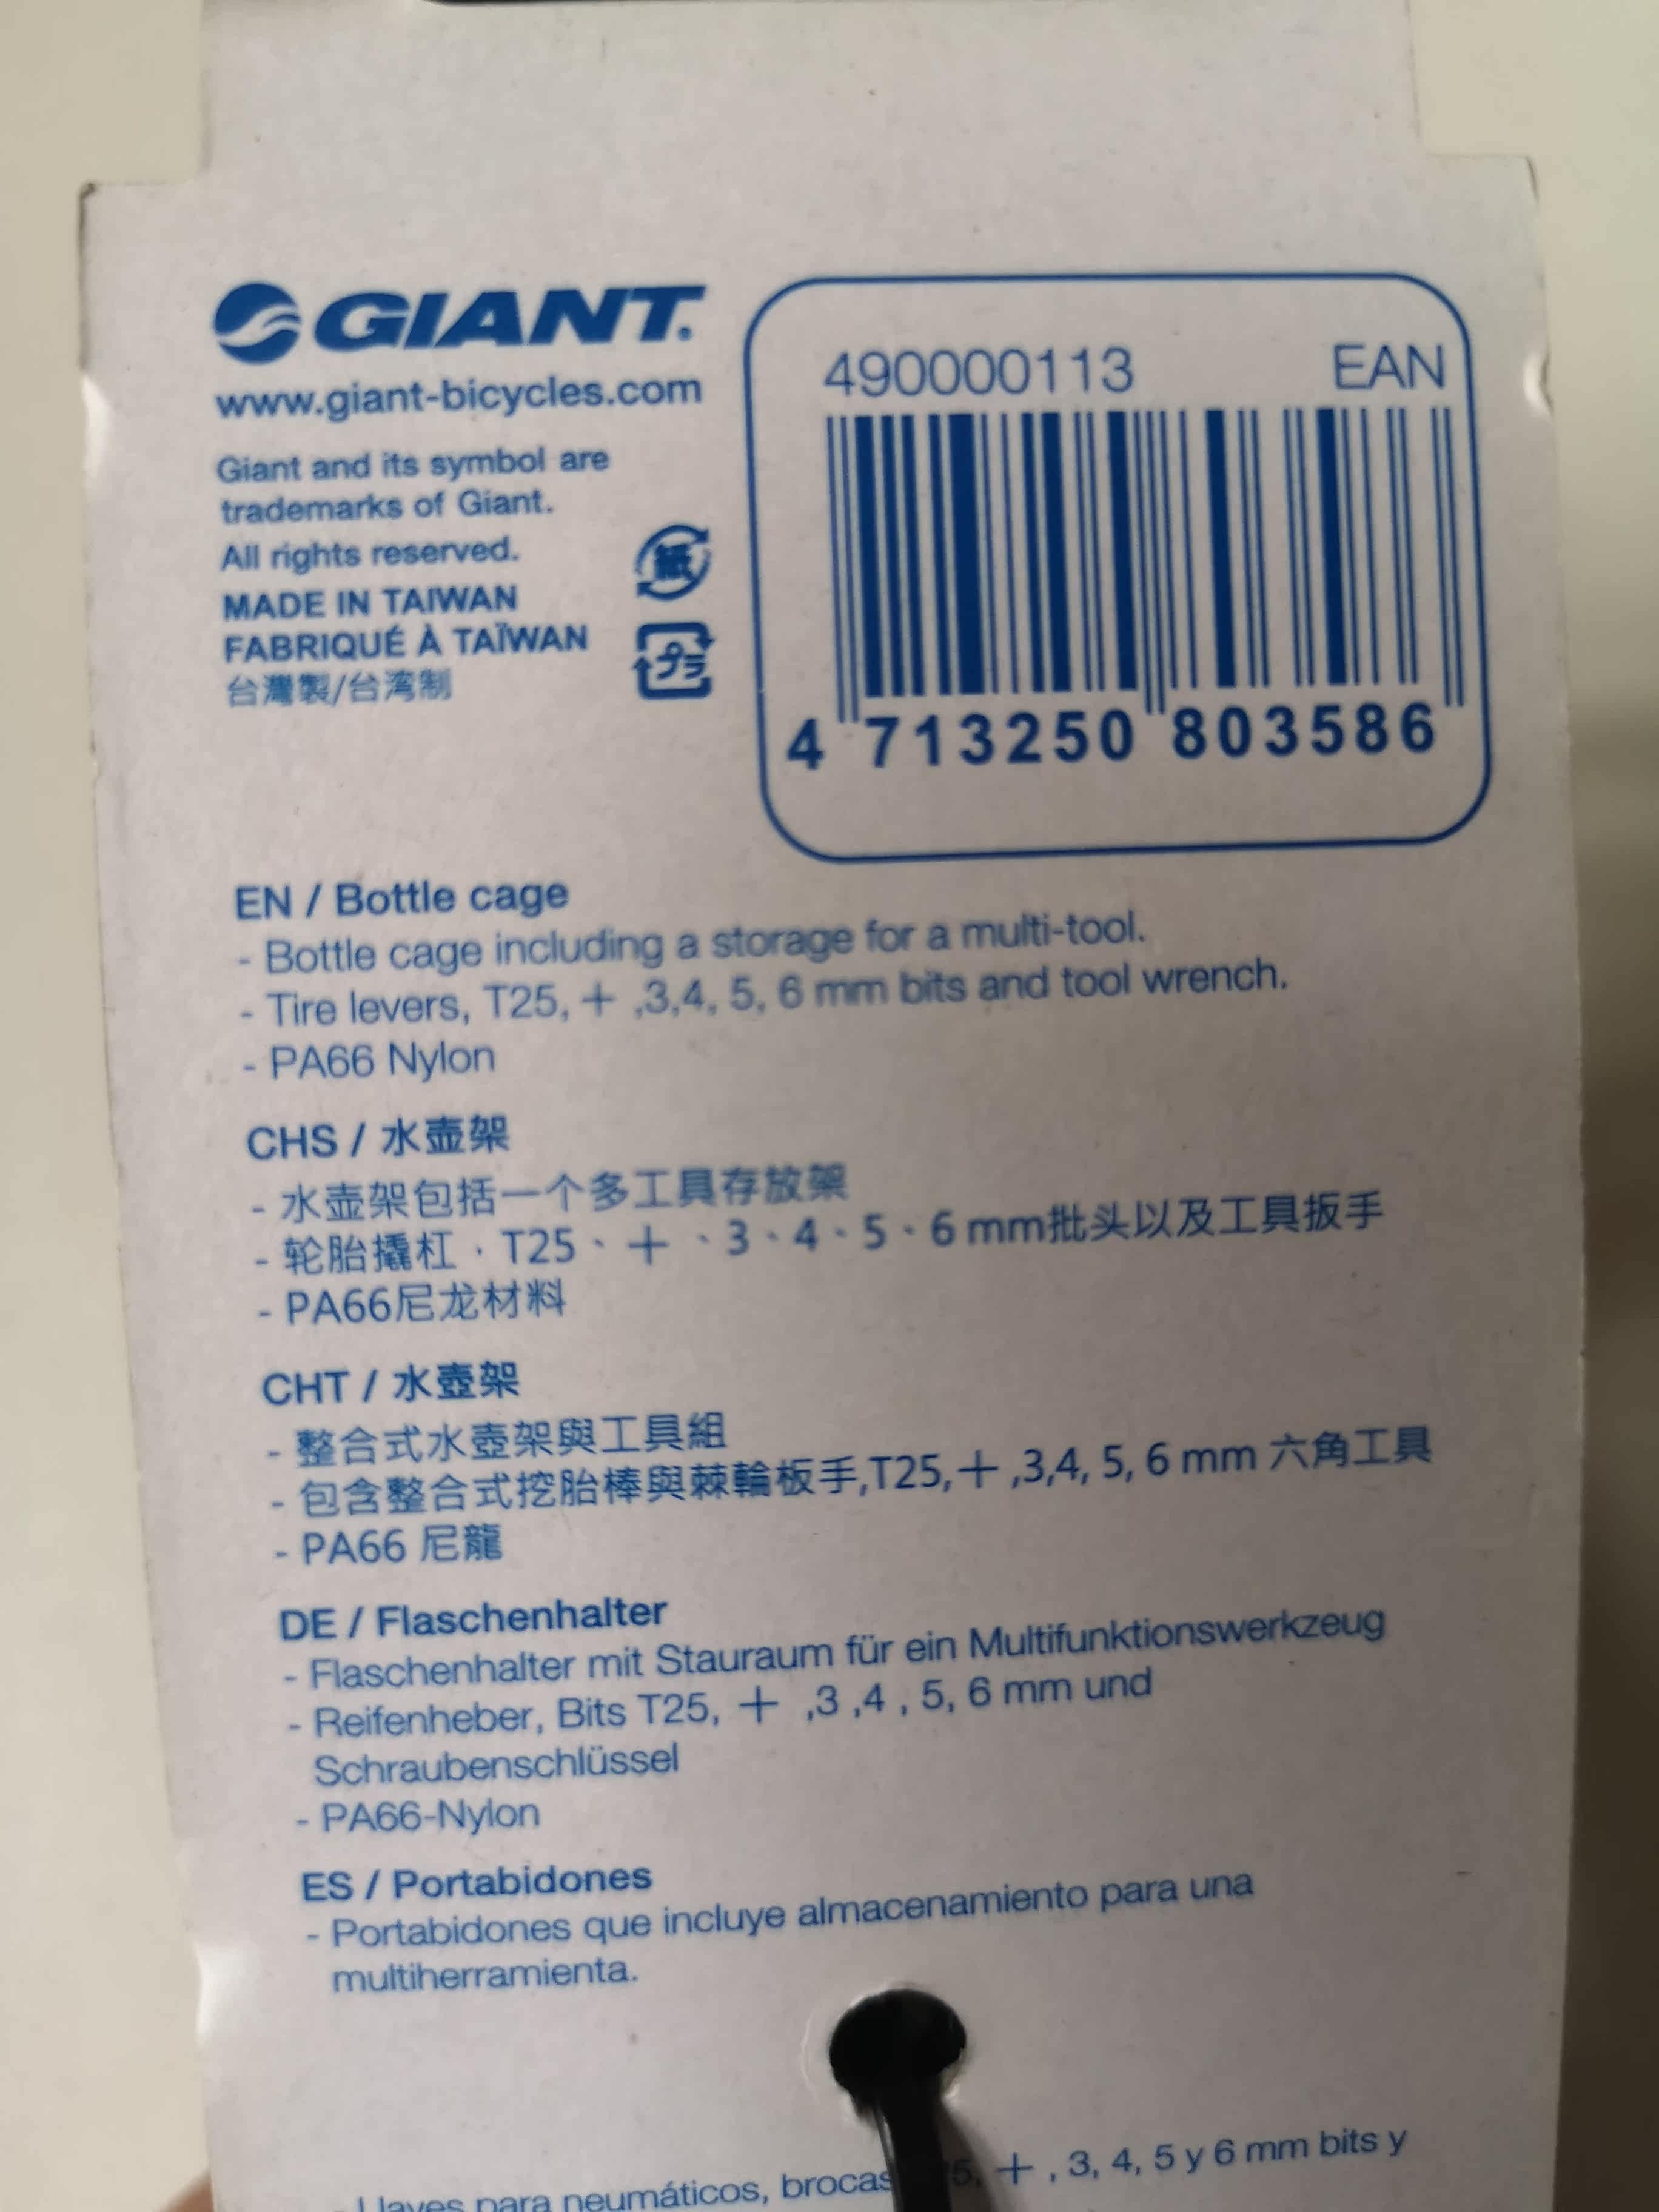 GIANT.
www.giant-bicycles.com
Giant and its symbol are
trademarks of Giant.
All rights reserved.
MADE IN TAIWAN
FABRIQUÉ À TAÏWAN
台灣製/台湾制
紙
プラ
490000113 EAN
4 713250 803586
EN / Bottle cage
- Bottle cage including a storage for a multi-tool.
- Tire levers, T25, + ,3,4, 5, 6 mm bits and tool wrench.
- PA66 Nylon
CHS / 水壶架
- 水壶架包括一个多工具存放架
- 轮胎撬杠、T25、+ 、3、4、5、6 mm批头以及工具扳手
- PA66尼龙材料
CHT / 水壺架
- 整合式水壺架與工具組
- 包含整合式挖胎棒與棘輪板手,T25,+ ,3,4, 5, 6 mm 六角工具
- PA66 尼龍
DE / Flaschenhalter
- Flaschenhalter mit Stauraum für ein Multifunktionswerkzeug
- Reifenheber, Bits T25, + ,3 ,4 , 5, 6 mm und
Schraubenschlüssel
- PA66-Nylon
ES / Portabidones
- Portabidones que incluye almacenamiento para una
multiherramienta.
- Llaves para neumáticos, brocas 5, + , 3, 4, 5 y 6 mm bits y